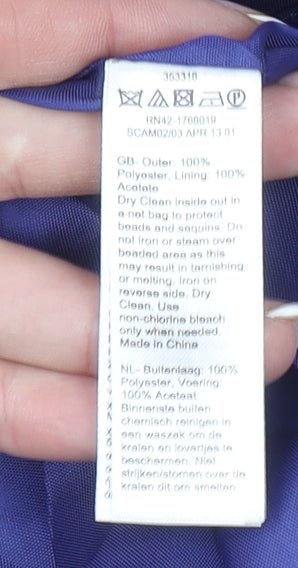 353310
RN42-1766019
SCAM02/03 APR 13 01
GB- Outer: 100%
Polyester, Lining: 100%
Acetate
Dry Clean inside out in
a net bag to protect
beads and sequins. Do
not iron or steam over
beaded area as this
may result in tarnishing
or melting. Iron on
reverse side. Dry
Clean. Use
non-chlorine bleach
only when needed.
Made in China
NL- Buitenlaag: 100%
Polyester, Voering:
100% Acetaat
Binnenste buiten
chemisch reinigen in
een waszak om de
kralen en lovertjes te
beschermen. Niet
strijken/stomen over de
kralen dit om smelten